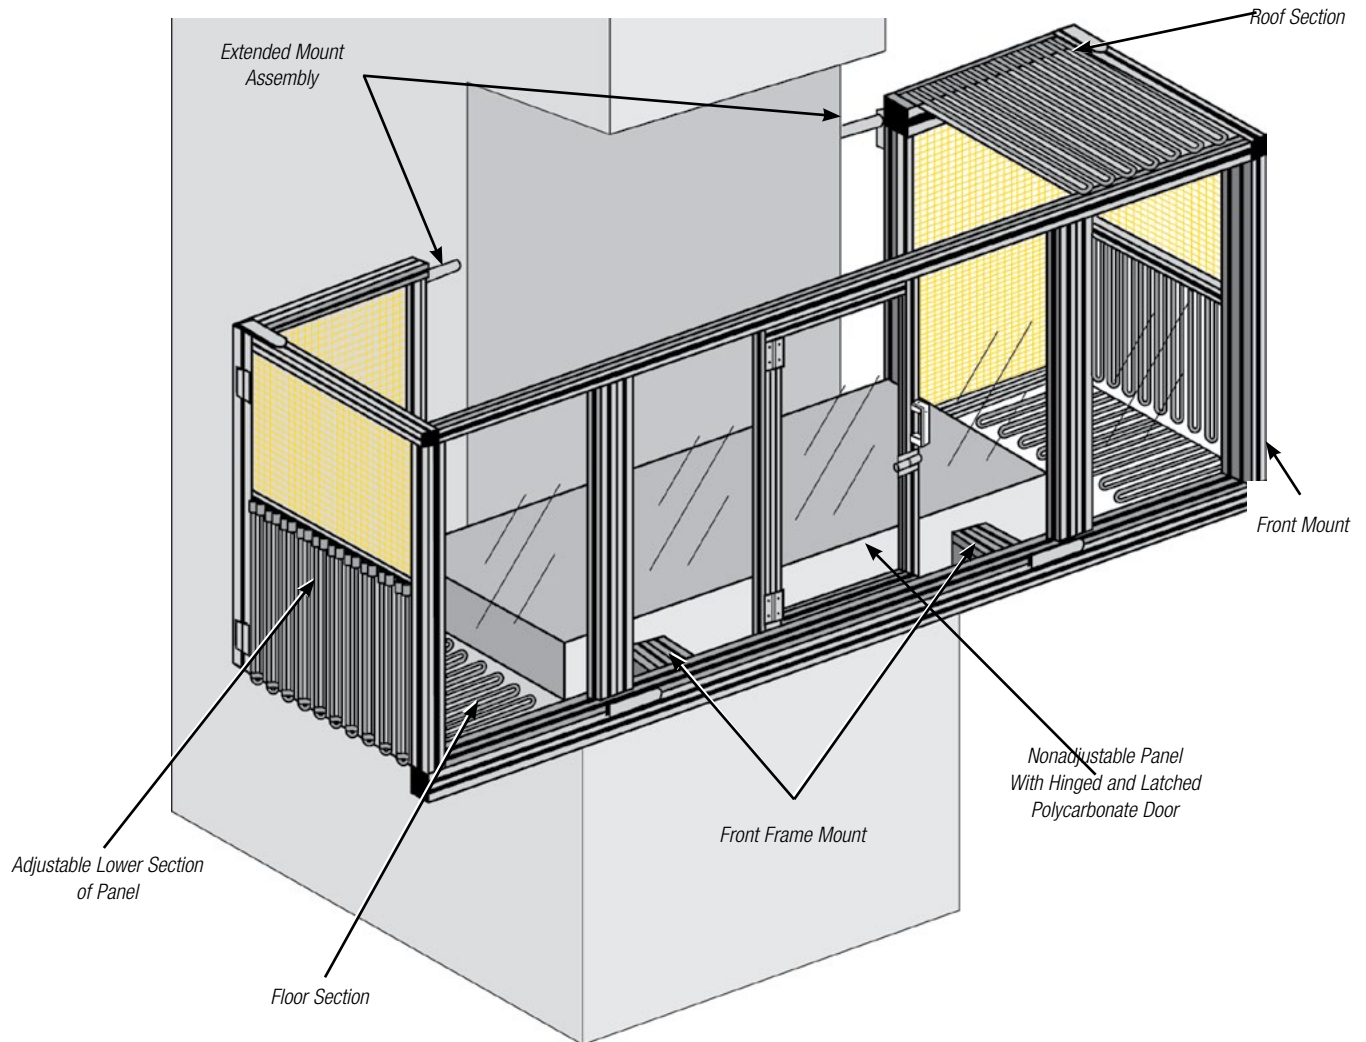 Roof Section
Extended Mount
Assembly
Front Mount
Nonadjustable Panel
With Hinged and Latched
Polycarbonate Door
Front Frame Mount
Adjustable Lower Section
of Panel
Floor Section